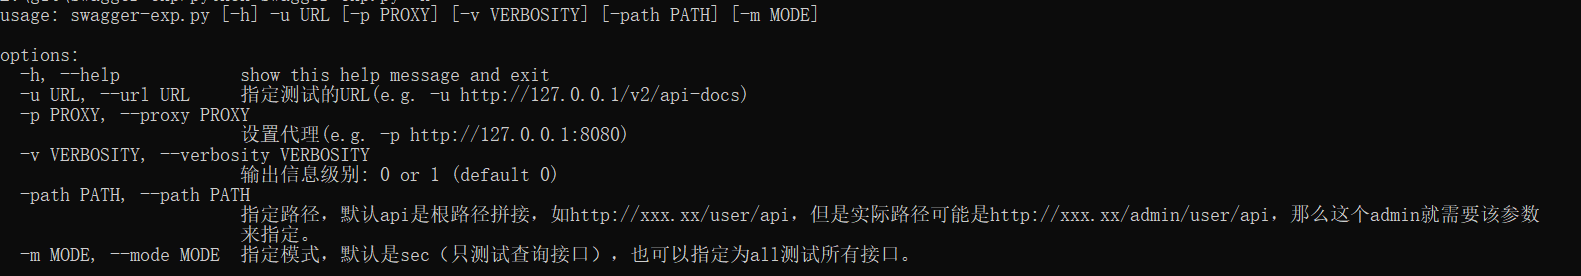 usage: swagger-exp.py [-h] -u URL [-p PROXY] [-v VERBOSITY] [-path PATH] [-m MODE]
options:
-h, --help show this help message and exit
-u URL, --url URL 指定测试的URL(e.g. -u http://127.0.0.1/v2/api-docs)
-p PROXY, --proxy PROXY
设置代理(e.g. -p http://127.0.0.1:8080)
-v VERBOSITY, --verbosity VERBOSITY
输出信息级别: 0 or 1 (default 0)
-path PATH, --path PATH
指定路径，默认api是根路径拼接，如http://xxx.xx/user/api，但是实际路径可能是http://xxx.xx/admin/user/api，那么这个admin就需要该参数
来指定。
-m MODE, --mode MODE 指定模式，默认是sec（只测试查询接口），也可以指定为all测试所有接口。